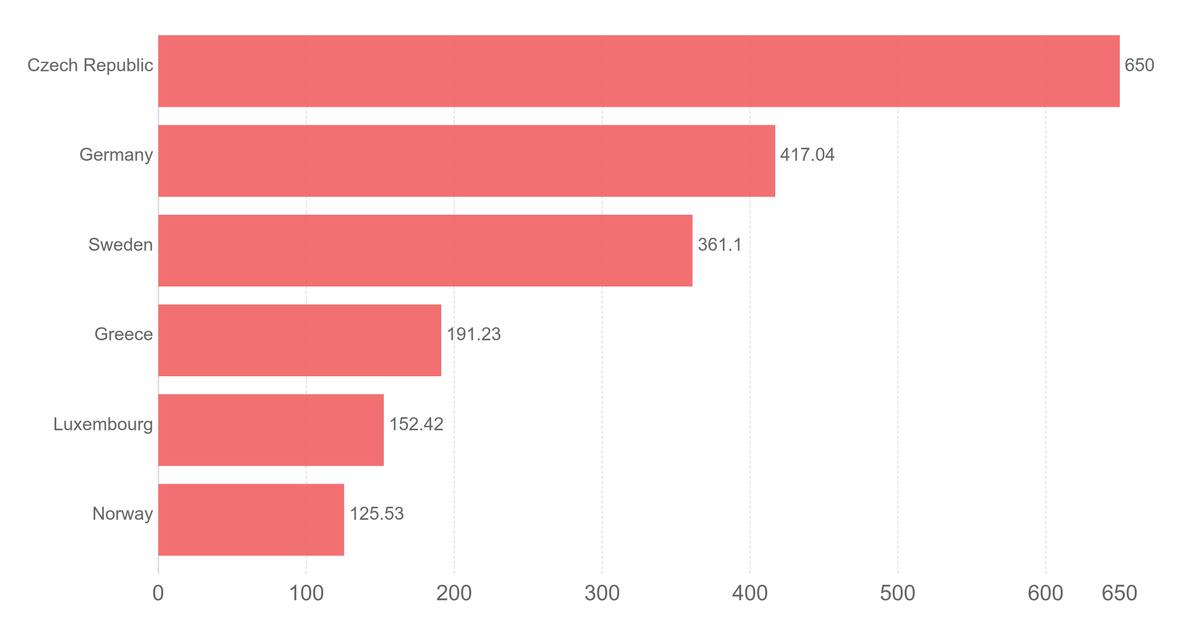 Czech Republic 650
Germany 417.04
Sweden 361.1
Greece 191.23
Luxembourg 152.42
Norway 125.53
0 100 200 300 400 500 600 650